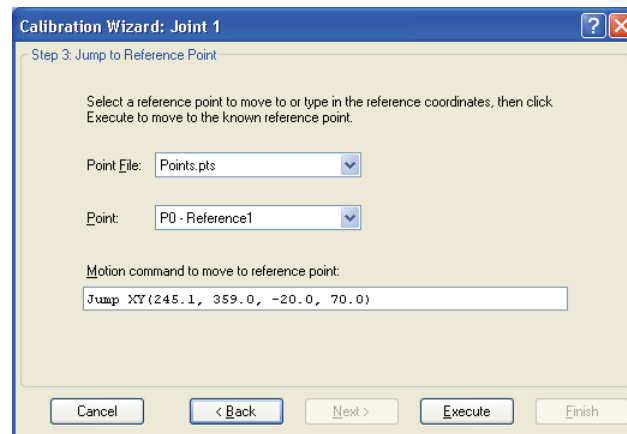 Calibration Wizard: Joint 1
Step 3: Jump to Reference Point
Select a reference point to move to or type in the reference coordinates, then click
Execute to move to the known reference point.
Point File: Points.pts
Point: P0 - Reference1
Motion command to move to reference point:
Jump XY(245.1, 359.0, -20.0, 70.0)
Cancel < Back Next > Execute Finish